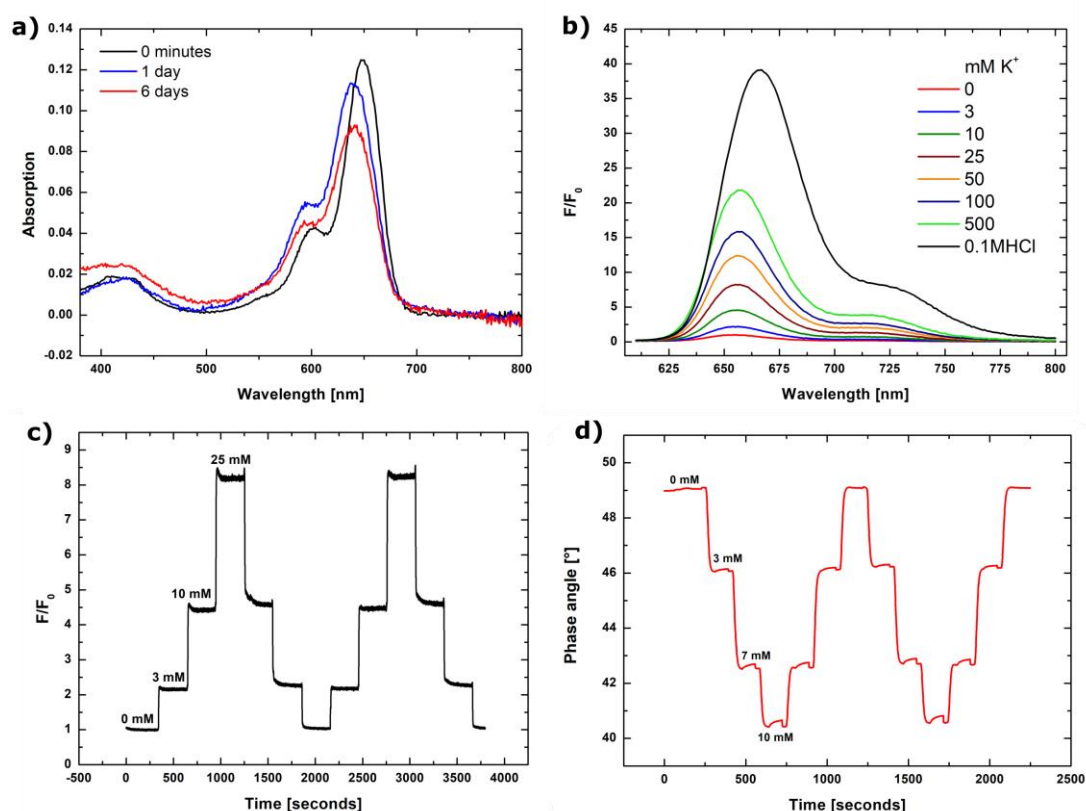 a)
0 minutes
1 day
6 days
0.14
0.12
0.10
0.08
0.06
0.04
0.02
0.00
-0.02
Absorption
400 500 600 700 800
Wavelength [nm]
b)
mM K⁺
0
3
10
25
50
100
500
0.1MHCl
45
40
35
30
25
20
15
10
5
0
F/F₀
625 650 675 700 725 750 775 800
Wavelength [nm]
c)
25 mM
10 mM
3 mM
0 mM
9
8
7
6
5
4
3
2
1
0
F/F₀
-500 0 500 1000 1500 2000 2500 3000 3500 4000
Time [seconds]
d)
0 mM
3 mM
7 mM
10 mM
50
48
46
44
42
40
Phase angle [°]
0 500 1000 1500 2000 2500
Time [seconds]